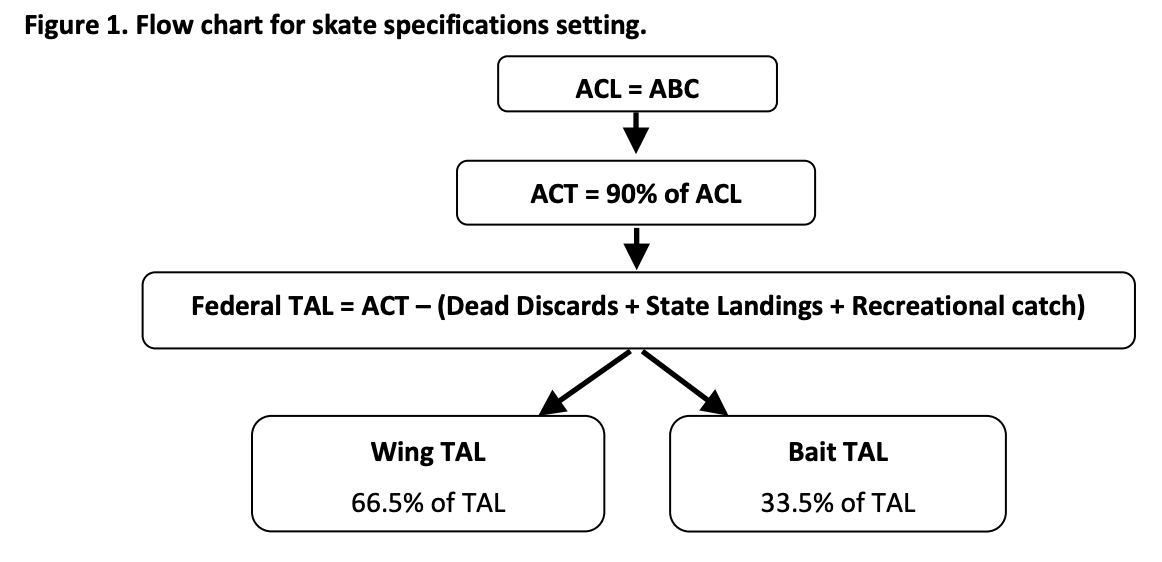 Figure 1. Flow chart for skate specifications setting.
ACL = ABC
ACT = 90% of ACL
Federal TAL = ACT – (Dead Discards + State Landings + Recreational catch)
Wing TAL
66.5% of TAL
Bait TAL
33.5% of TAL